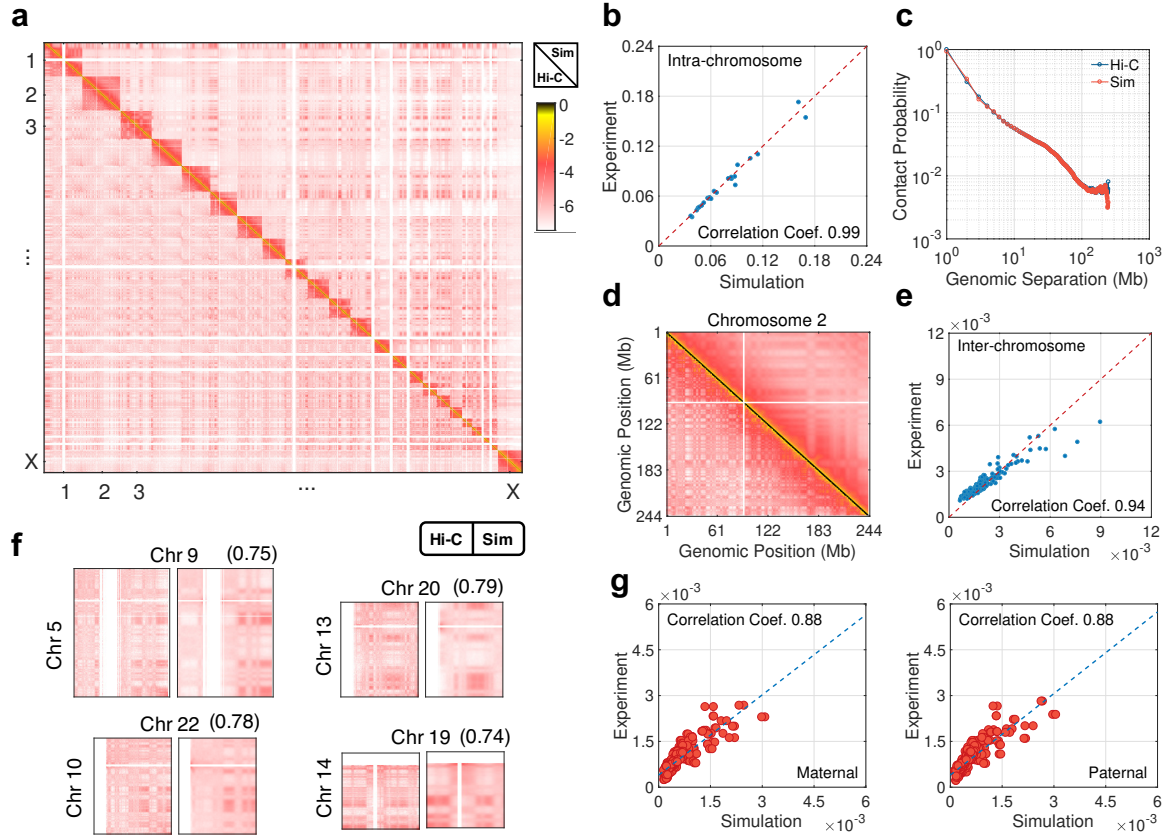 a
Sim
Hi-C
1
2
3
⋮
X
1
2
3
...
X
0
-2
-4
-6
b
Intra-chromosome
Correlation Coef. 0.99
Experiment
0.24
0.18
0.12
0.06
0
0
0.06
0.12
0.18
0.24
Simulation
c
Hi-C
Sim
Contact Probability
10^0
10^-1
10^-2
10^-3
10^0
10^1
10^2
10^3
Genomic Separation (Mb)
d
Chromosome 2
Genomic Position (Mb)
1
61
122
183
244
1
61
122
183
244
Genomic Position (Mb)
e
×10^-3
Inter-chromosome
Correlation Coef. 0.94
Experiment
12
9
6
3
0
0
3
6
9
12
Simulation
×10^-3
f
Hi-C Sim
Chr 9 (0.75)
Chr 5
Chr 20 (0.79)
Chr 13
Chr 22 (0.78)
Chr 10
Chr 19 (0.74)
Chr 14
g
×10^-3
Correlation Coef. 0.88
Experiment
6
4.5
3
1.5
0
Maternal
0
1.5
3
4.5
6
Simulation
×10^-3
×10^-3
Correlation Coef. 0.88
Experiment
6
4.5
3
1.5
0
Paternal
0
1.5
3
4.5
6
Simulation
×10^-3